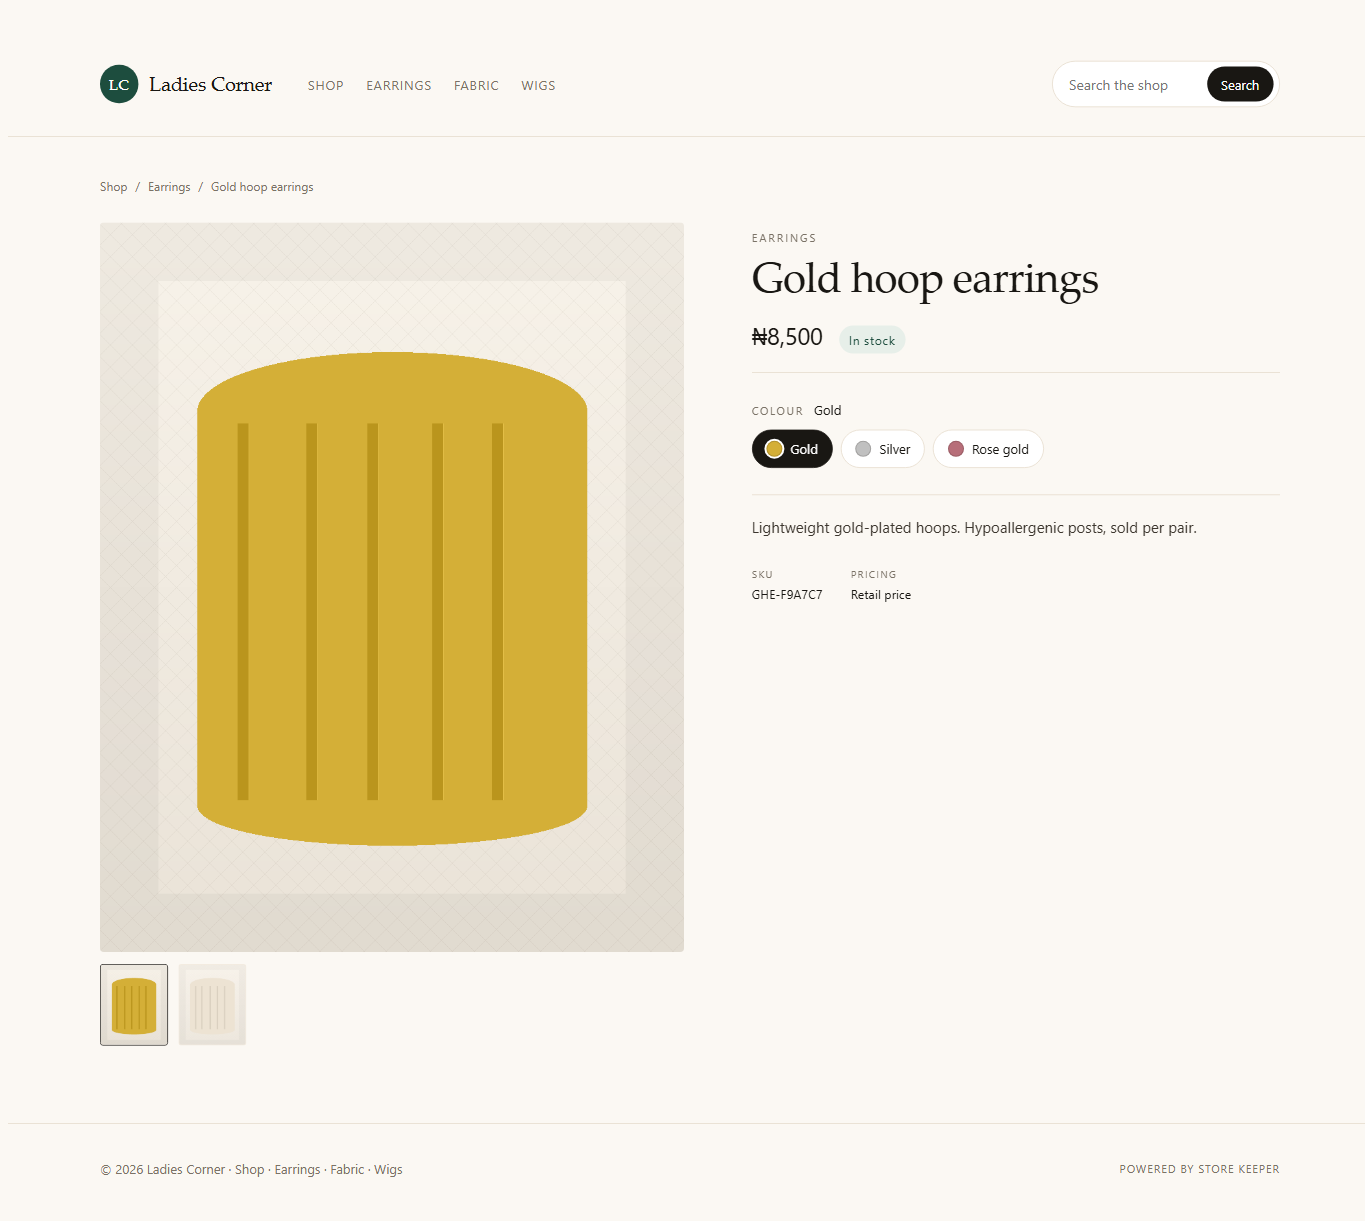 LC Ladies Corner SHOP EARRINGS FABRIC WIGS Search the shop Search
Shop / Earrings / Gold hoop earrings
EARRINGS
Gold hoop earrings
₦8,500 In stock
COLOUR Gold
Gold Silver Rose gold
Lightweight gold-plated hoops. Hypoallergenic posts, sold per pair.
SKU PRICING
GHE-F9A7C7 Retail price
© 2026 Ladies Corner · Shop · Earrings · Fabric · Wigs POWERED BY STORE KEEPER